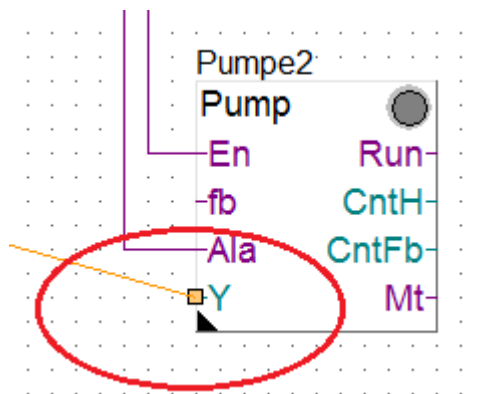 Pumpe2
Pump
En Run
fb CntH
Ala CntFb
Y Mt